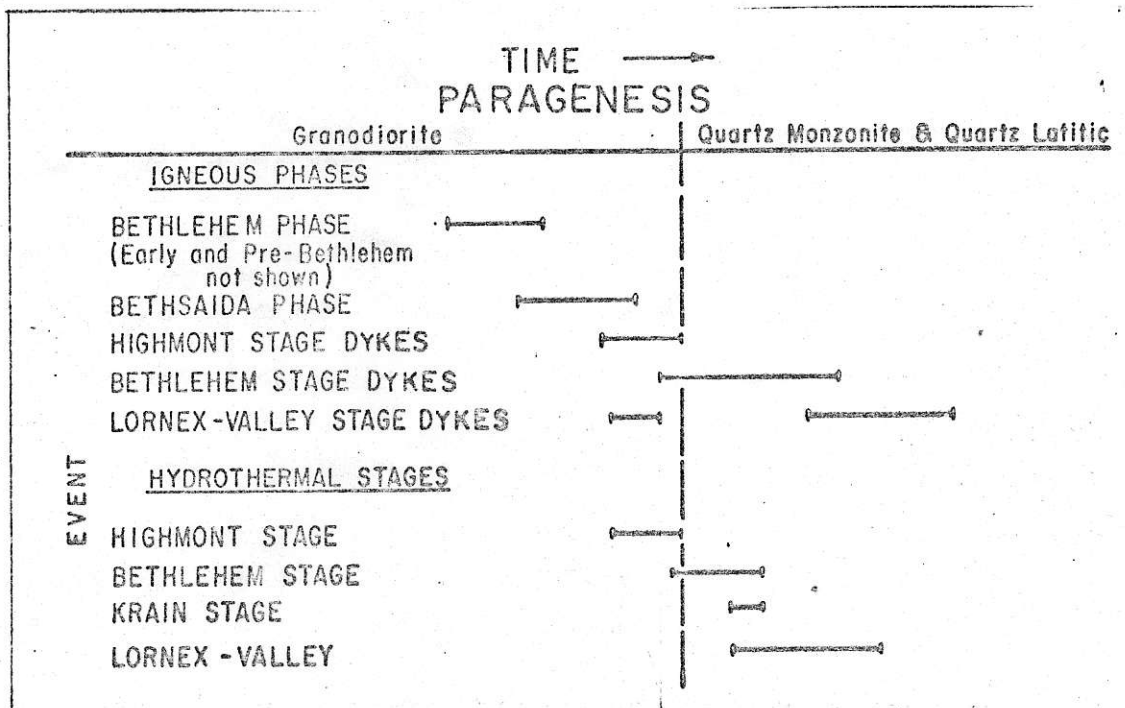 TIME
PARAGENESIS
Granodiorite
Quartz Monzonite & Quartz Latitic
IGNEOUS PHASES
BETHLEHEM PHASE
(Early and Pre-Bethlehem
not shown)
BETHSAIDA PHASE
HIGHMONT STAGE DYKES
BETHLEHEM STAGE DYKES
LORNEX-VALLEY STAGE DYKES
EVENT
HYDROTHERMAL STAGES
HIGHMONT STAGE
BETHLEHEM STAGE
KRAIN STAGE
LORNEX - VALLEY